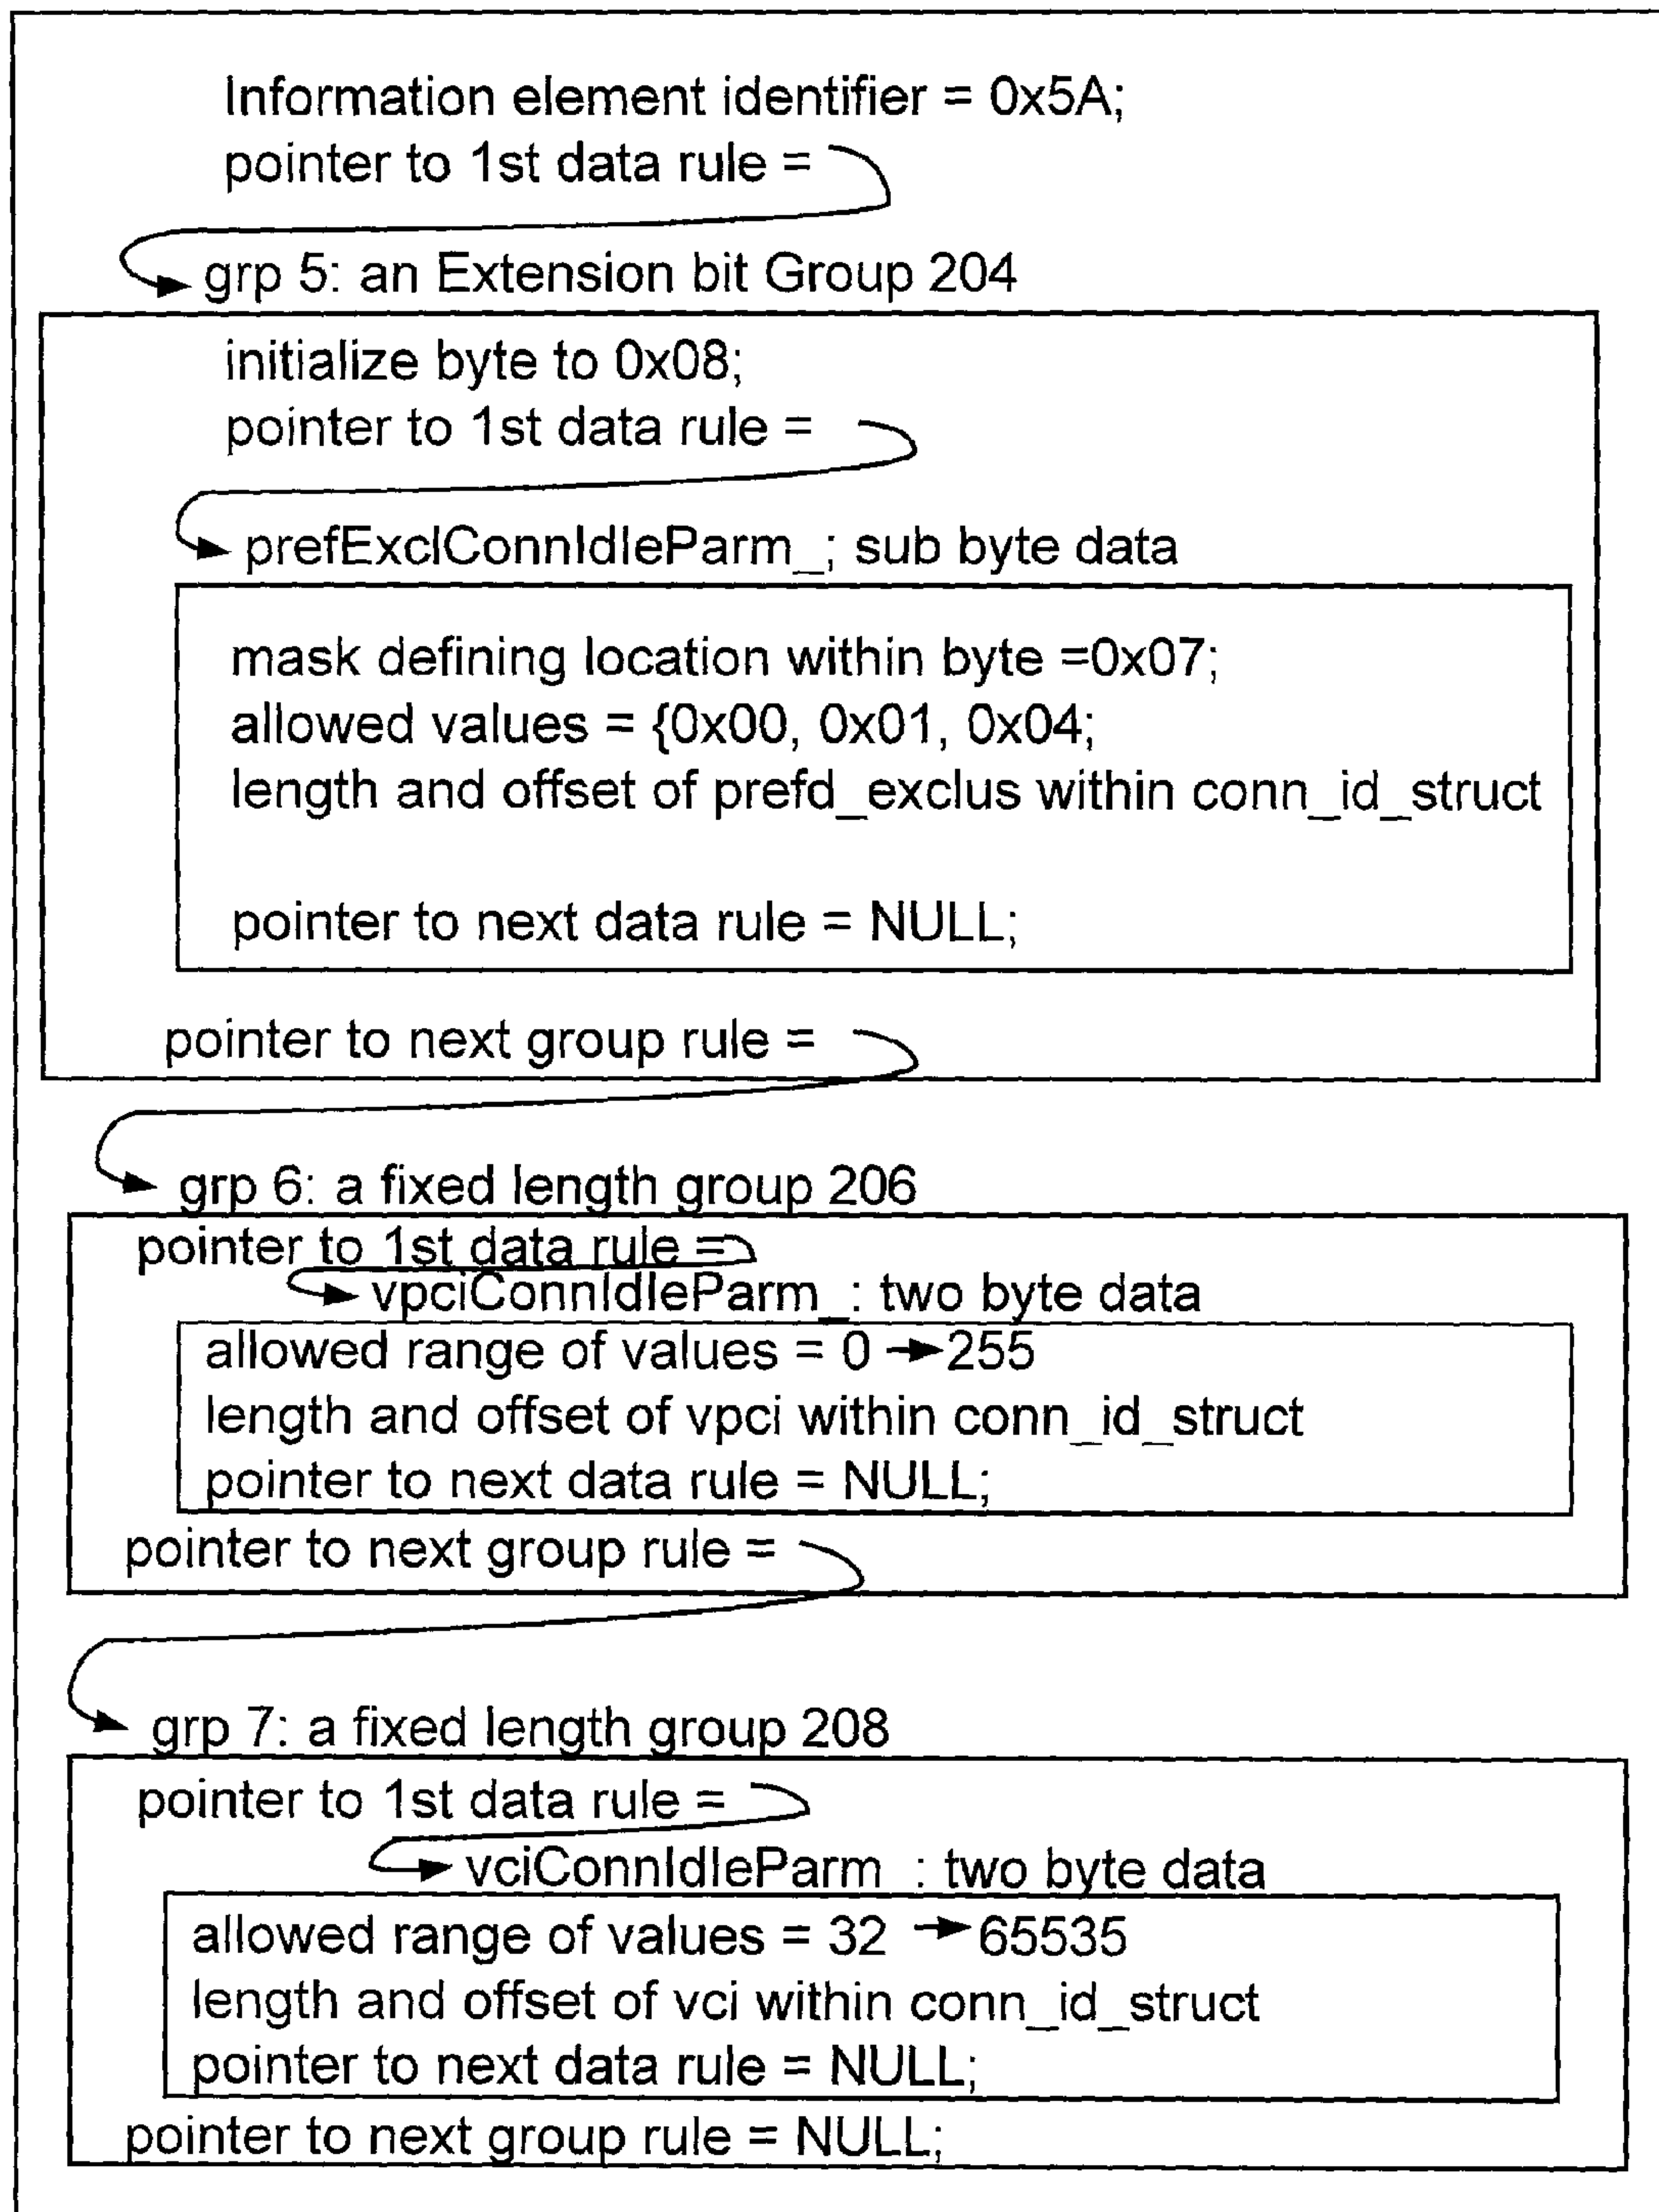 Information element identifier = 0x5A;
pointer to 1st data rule =
grp 5: an Extension bit Group 204
initialize byte to 0x08;
pointer to 1st data rule =
prefExclConnIdleParm_; sub byte data
mask defining location within byte =0x07;
allowed values = {0x00, 0x01, 0x04;
length and offset of prefd_exclus within conn_id_struct
pointer to next data rule = NULL;
pointer to next group rule =
grp 6: a fixed length group 206
pointer to 1st data rule =
vpciConnIdleParm_: two byte data
allowed range of values = 0 → 255
length and offset of vpci within conn_id_struct
pointer to next data rule = NULL;
pointer to next group rule =
grp 7: a fixed length group 208
pointer to 1st data rule =
vciConnIdleParm : two byte data
allowed range of values = 32 → 65535
length and offset of vci within conn_id_struct
pointer to next data rule = NULL;
pointer to next group rule = NULL;